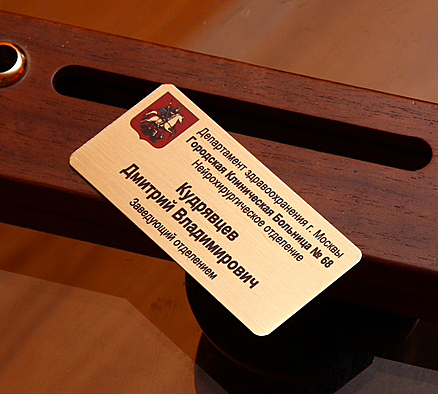 Департамент здравоохранения г. Москвы
Городская Клиническая Больница № 68
Нейрохирургическое отделение
Кудрявцев
Дмитрий Владимирович
Заведующий отделением